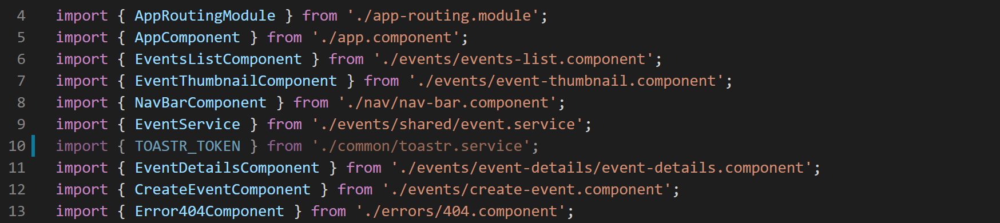 4 import { AppRoutingModule } from './app-routing.module';
5 import { AppComponent } from './app.component';
6 import { EventsListComponent } from './events/events-list.component';
7 import { EventThumbnailComponent } from './events/event-thumbnail.component';
8 import { NavBarComponent } from './nav/nav-bar.component';
9 import { EventService } from './events/shared/event.service';
10 import { TOASTR_TOKEN } from './common/toastr.service';
11 import { EventDetailsComponent } from './events/event-details/event-details.component';
12 import { CreateEventComponent } from './events/create-event.component';
13 import { Error404Component } from './errors/404.component';